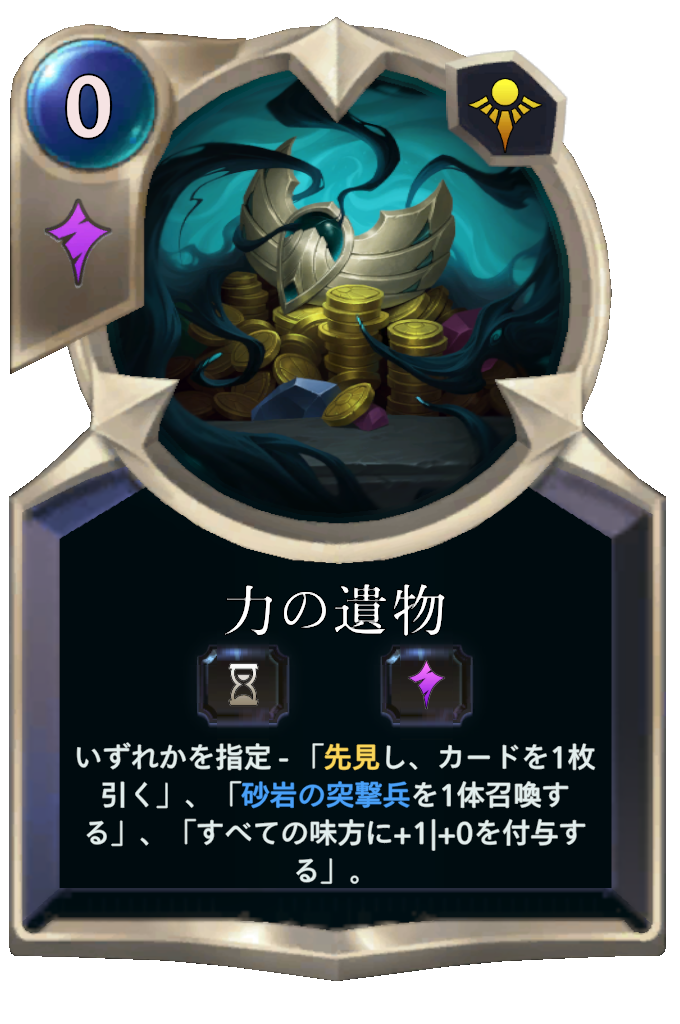 0
力の遺物
いずれかを指定 - 「先見し、カードを1枚
引く」、「砂岩の突撃兵を1体召喚す
る」、「すべての味方に+1|+0を付与す
る」。